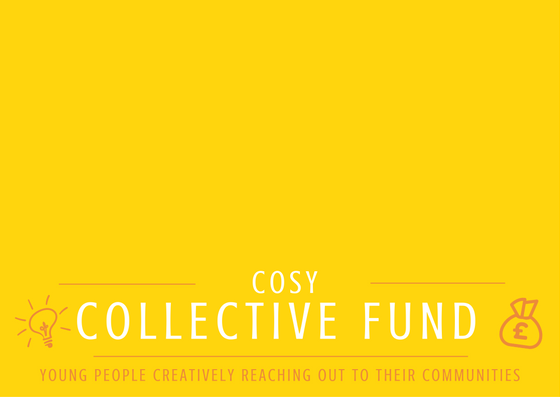 COSY
COLLECTIVE FUND
£
YOUNG PEOPLE CREATIVELY REACHING OUT TO THEIR COMMUNITIES